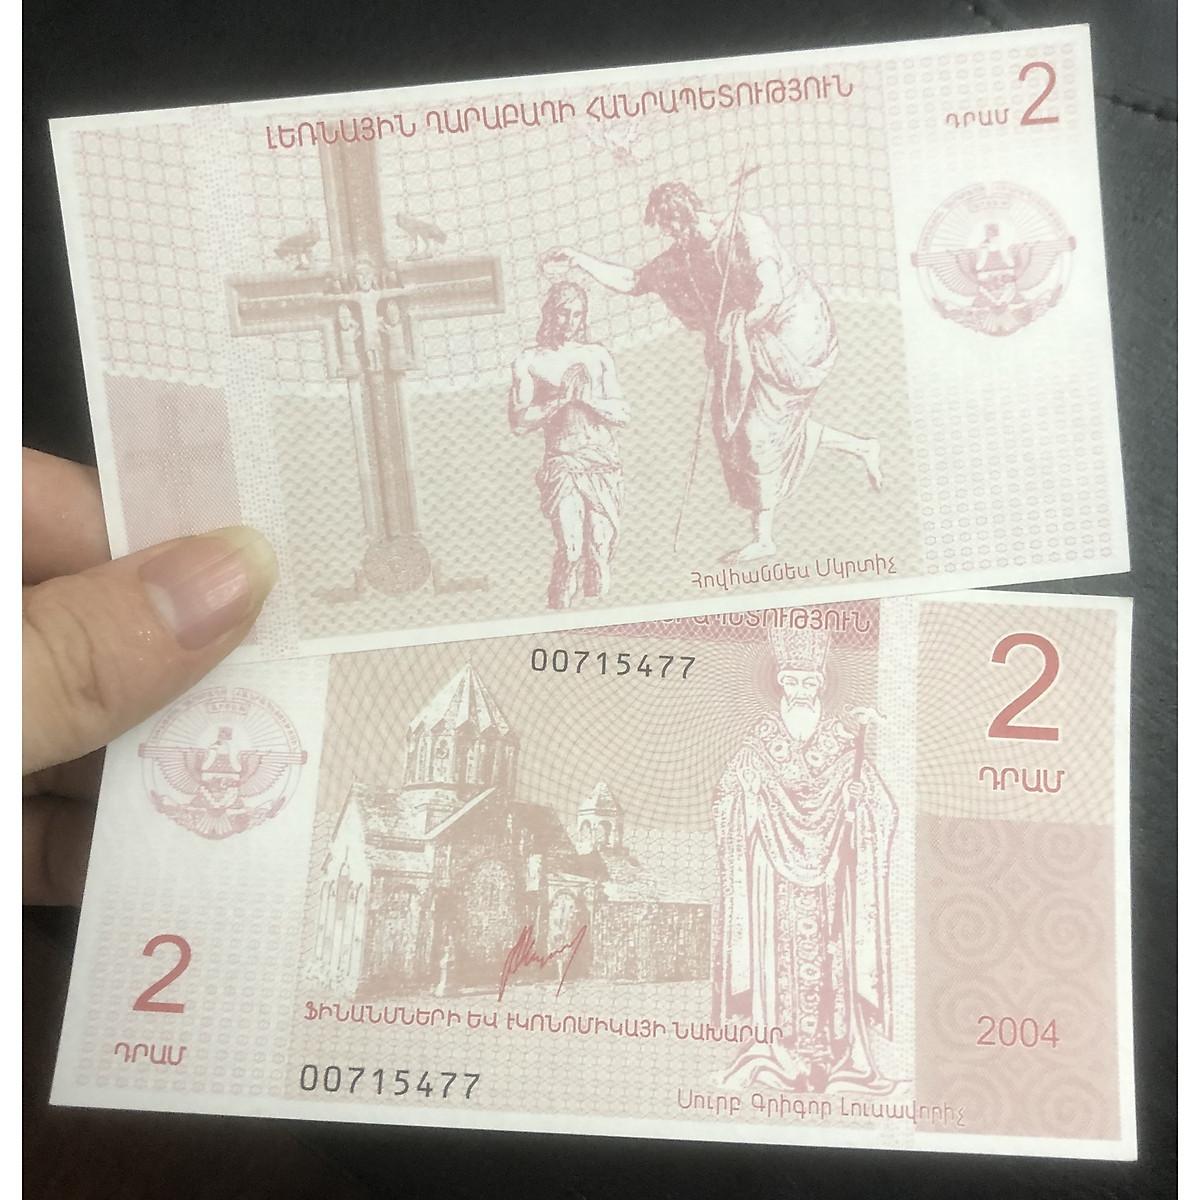 ԼԵՌՆԱՅԻՆ ՂԱՐԱԲԱՂԻ ՀԱՆՐԱՊԵՏՈՒԹՅՈՒՆ
2
ԴՐԱՄ
Հովհաննես Մկրտիչ
ՊԵՏՈՒԹՅՈՒՆ
00715477
2
ԴՐԱՄ
2
ԴՐԱՄ
ՖԻՆԱՆՍՆԵՐԻ ԵՎ ԷԿՈՆՈՄԻԿԱՅԻ ՆԱԽԱՐԱՐ
2004
00715477
Սուրբ Գրիգոր Լուսավորիչ